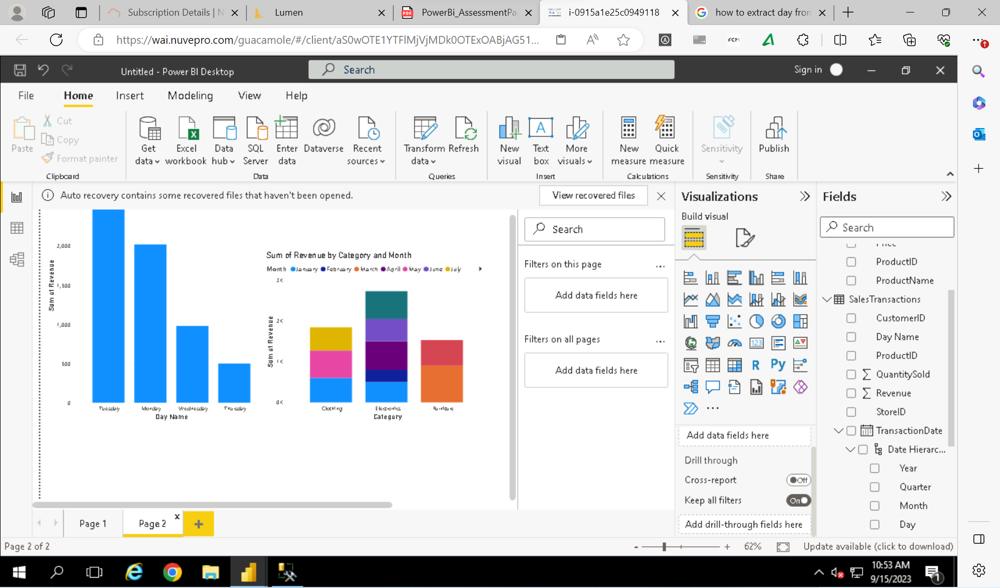 Subscription Details | N
Lumen
PowerBi_AssessmentPa
i-0915a1e25c0949118
how to extract day from
https://wai.nuvepro.com/guacamole/#/client/aS0wOTE1YTFlMjVjMDk0OTExOABjAG51...
FCM
Untitled - Power BI Desktop
Search
Sign in
File
Home
Insert
Modeling
View
Help
Paste
Cut
Copy
Format painter
Get data
Excel workbook
Data hub
SQL Server
Enter data
Dataverse
Recent sources
Transform data
Refresh
New visual
Text box
More visuals
New measure
Quick measure
Sensitivity
Publish
Clipboard
Data
Queries
Insert
Calculations
Sensitivity
Share
Auto recovery contains some recovered files that haven't been opened.
View recovered files
2,000
1,500
1,000
500
0
Sum of Revenue
Tuesday
Monday
Wednesday
Thursday
Day Name
Sum of Revenue by Category and Month
Month January February March April May June July
3K
2K
1K
0K
Sum of Revenue
Clothing
Electronics
Furniture
Category
Search
Filters on this page
...
Add data fields here
Filters on all pages
...
Add data fields here
Visualizations
Build visual
123
R
Py
...
Add data fields here
Drill through
Cross-report
Off
Keep all filters
On
Add drill-through fields here
Fields
Search
Price
ProductID
ProductName
SalesTransactions
CustomerID
Day Name
ProductID
QuantitySold
Revenue
StoreID
TransactionDate
Date Hierarc...
Year
Quarter
Month
Day
Page 1
Page 2
x
+
Page 2 of 2
-
+
62%
Update available (click to download)
10:53 AM
9/15/2023
1